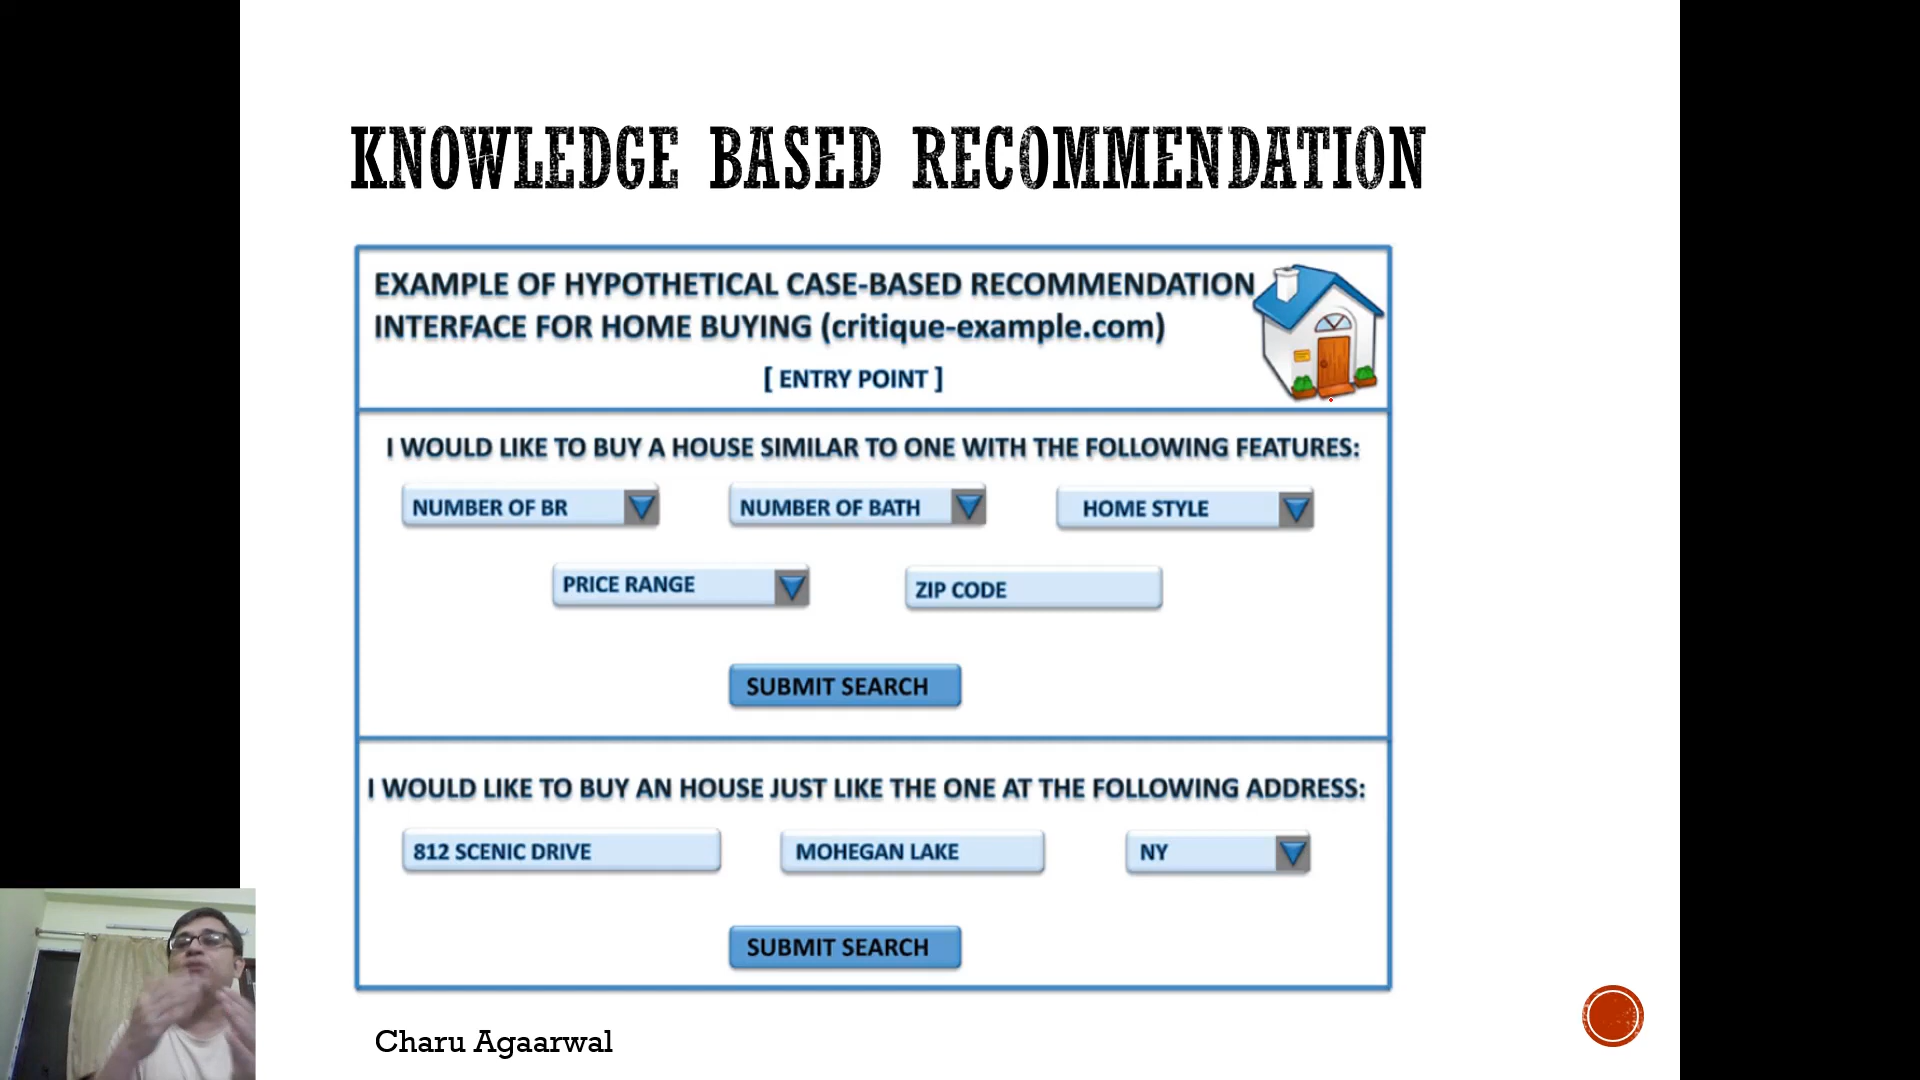 KNOWLEDGE BASED RECOMMENDATION
EXAMPLE OF HYPOTHETICAL CASE-BASED RECOMMENDATION
INTERFACE FOR HOME BUYING (critique-example.com)
[ ENTRY POINT ]
I WOULD LIKE TO BUY A HOUSE SIMILAR TO ONE WITH THE FOLLOWING FEATURES:
NUMBER OF BR
NUMBER OF BATH
HOME STYLE
PRICE RANGE
ZIP CODE
SUBMIT SEARCH
I WOULD LIKE TO BUY AN HOUSE JUST LIKE THE ONE AT THE FOLLOWING ADDRESS:
812 SCENIC DRIVE
MOHEGAN LAKE
NY
SUBMIT SEARCH
Charu Agaarwal